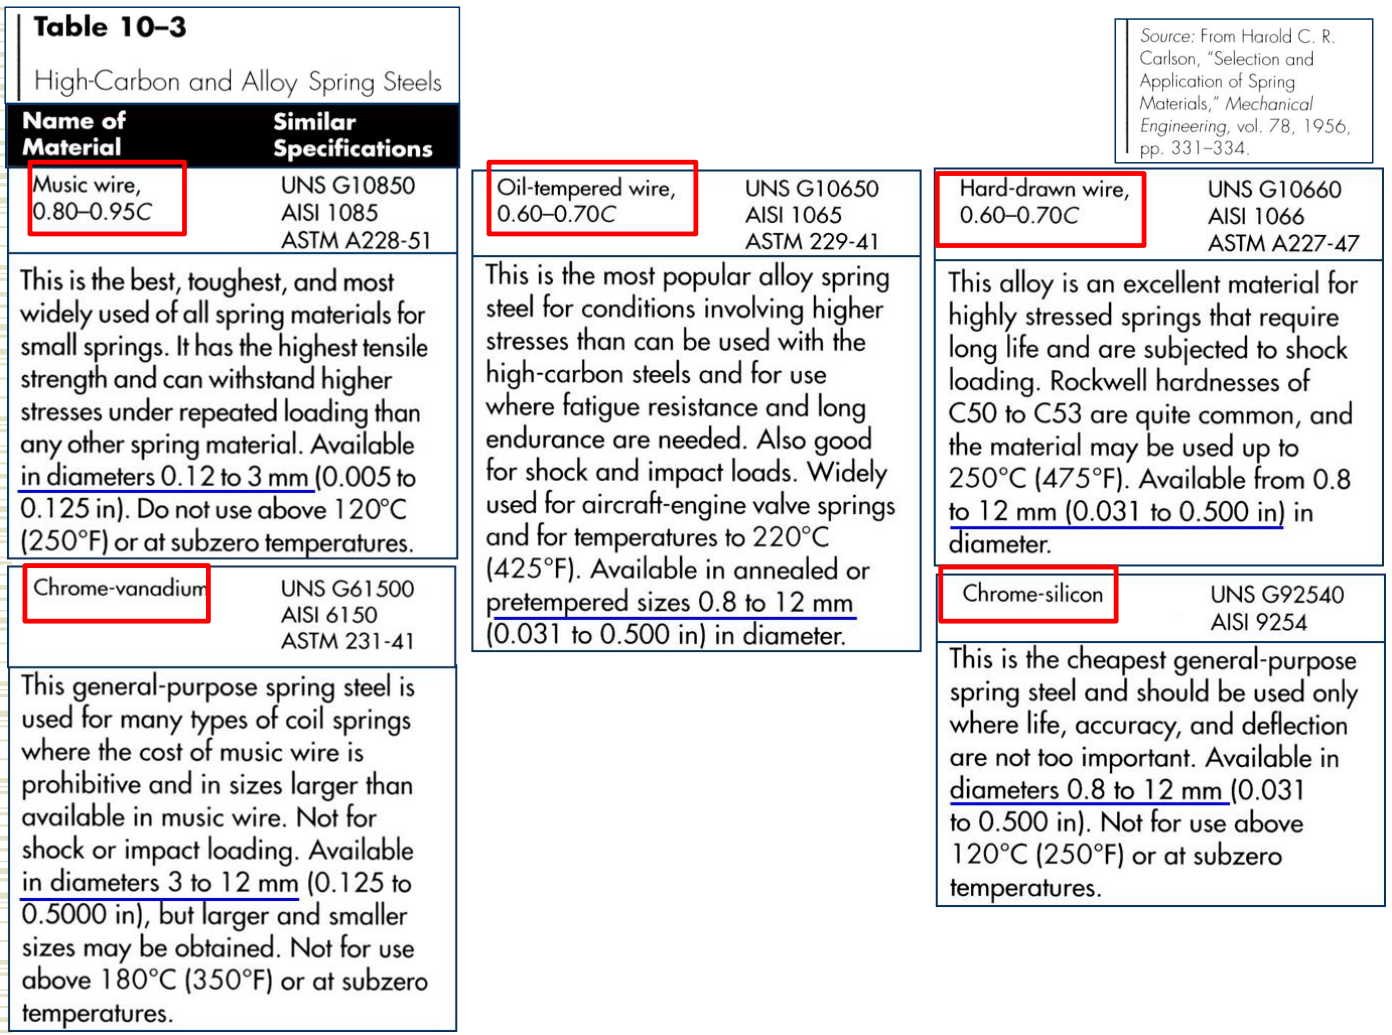 Table 10–3
High-Carbon and Alloy Spring Steels
Name of Material
Similar Specifications
Music wire,
0.80–0.95C
UNS G10850
AISI 1085
ASTM A228-51
This is the best, toughest, and most
widely used of all spring materials for
small springs. It has the highest tensile
strength and can withstand higher
stresses under repeated loading than
any other spring material. Available
in diameters 0.12 to 3 mm (0.005 to
0.125 in). Do not use above 120°C
(250°F) or at subzero temperatures.
Chrome-vanadium
UNS G61500
AISI 6150
ASTM 231-41
This general-purpose spring steel is
used for many types of coil springs
where the cost of music wire is
prohibitive and in sizes larger than
available in music wire. Not for
shock or impact loading. Available
in diameters 3 to 12 mm (0.125 to
0.5000 in), but larger and smaller
sizes may be obtained. Not for use
above 180°C (350°F) or at subzero
temperatures.
Oil-tempered wire,
0.60–0.70C
UNS G10650
AISI 1065
ASTM 229-41
This is the most popular alloy spring
steel for conditions involving higher
stresses than can be used with the
high-carbon steels and for use
where fatigue resistance and long
endurance are needed. Also good
for shock and impact loads. Widely
used for aircraft-engine valve springs
and for temperatures to 220°C
(425°F). Available in annealed or
pretempered sizes 0.8 to 12 mm
(0.031 to 0.500 in) in diameter.
Source: From Harold C. R.
Carlson, “Selection and
Application of Spring
Materials,” Mechanical
Engineering, vol. 78, 1956,
pp. 331–334.
Hard-drawn wire,
0.60–0.70C
UNS G10660
AISI 1066
ASTM A227-47
This alloy is an excellent material for
highly stressed springs that require
long life and are subjected to shock
loading. Rockwell hardnesses of
C50 to C53 are quite common, and
the material may be used up to
250°C (475°F). Available from 0.8
to 12 mm (0.031 to 0.500 in) in
diameter.
Chrome-silicon
UNS G92540
AISI 9254
This is the cheapest general-purpose
spring steel and should be used only
where life, accuracy, and deflection
are not too important. Available in
diameters 0.8 to 12 mm (0.031
to 0.500 in). Not for use above
120°C (250°F) or at subzero
temperatures.